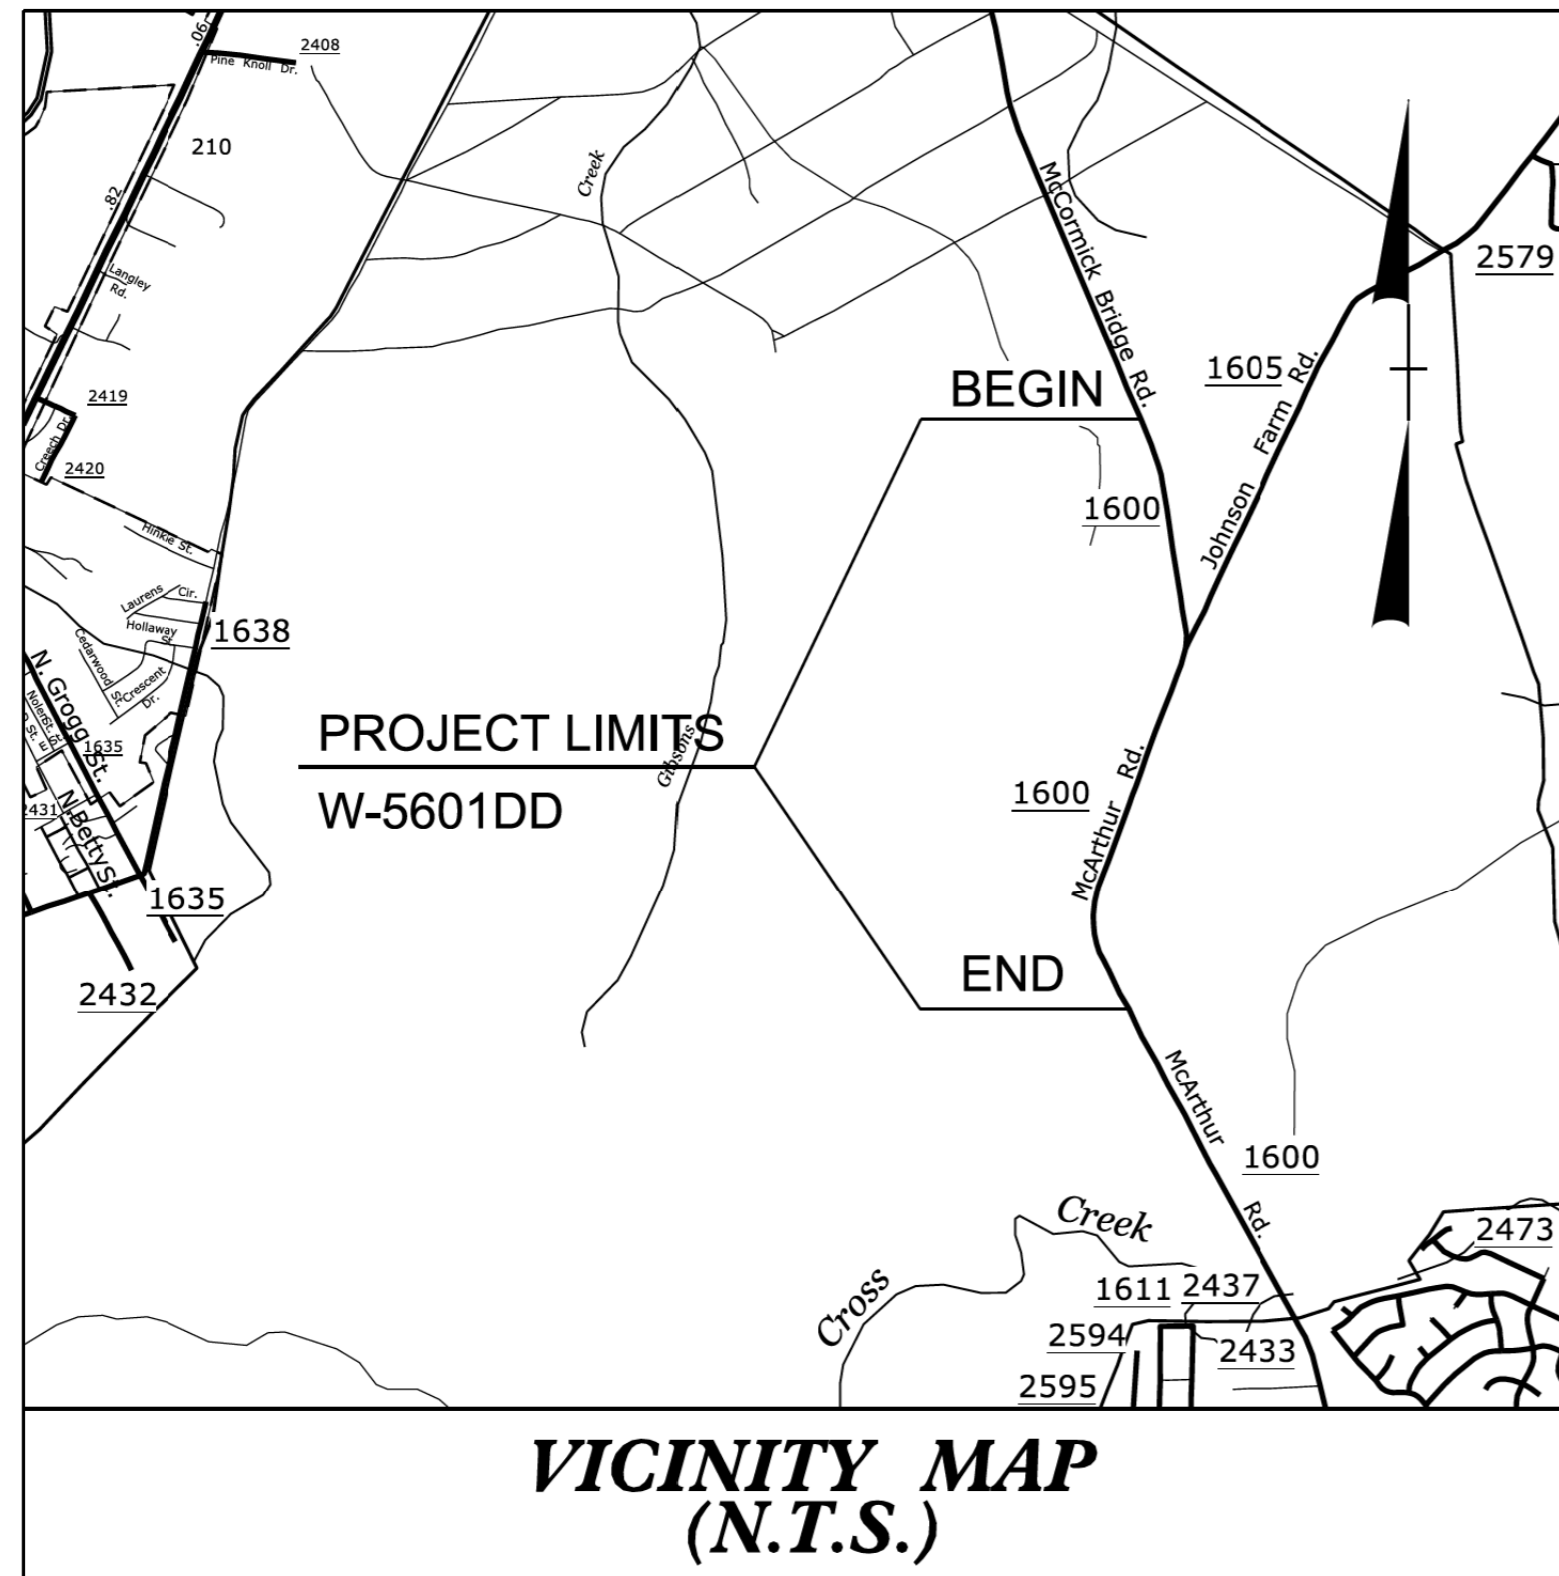 .06
2408
Pine Knoll Dr.
210
Creek
.82
McCormick Bridge Rd.
2579
Langley
Rd.
1605
Johnson Farm Rd.
BEGIN
2419
Creech Dr.
2420
1600
Hinkle St.
Laurens Cir.
Hollaway
St.
1638
Cedarwood
St.
Crescent
Dr.
N. Grogg St.
Nolen St.
E St.
1635
PROJECT LIMITS
Gibsons
W-5601DD
1600
McArthur Rd.
2431
N. Betty St.
1635
2432
END
McArthur Rd.
1600
Cross Creek
2473
1611 2437
2594
2433
2595
VICINITY MAP
(N.T.S.)